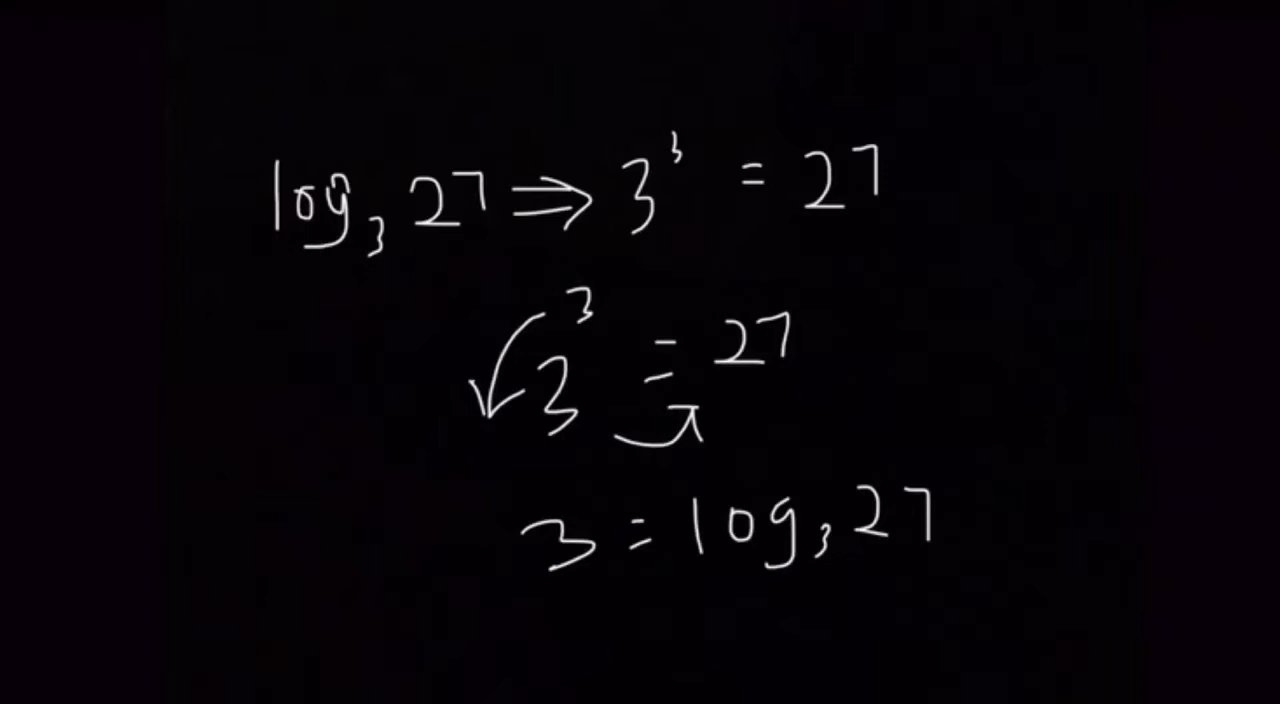 log₃ 27 ⇒ 3³ = 27
3³ = 27
3 = log₃ 27